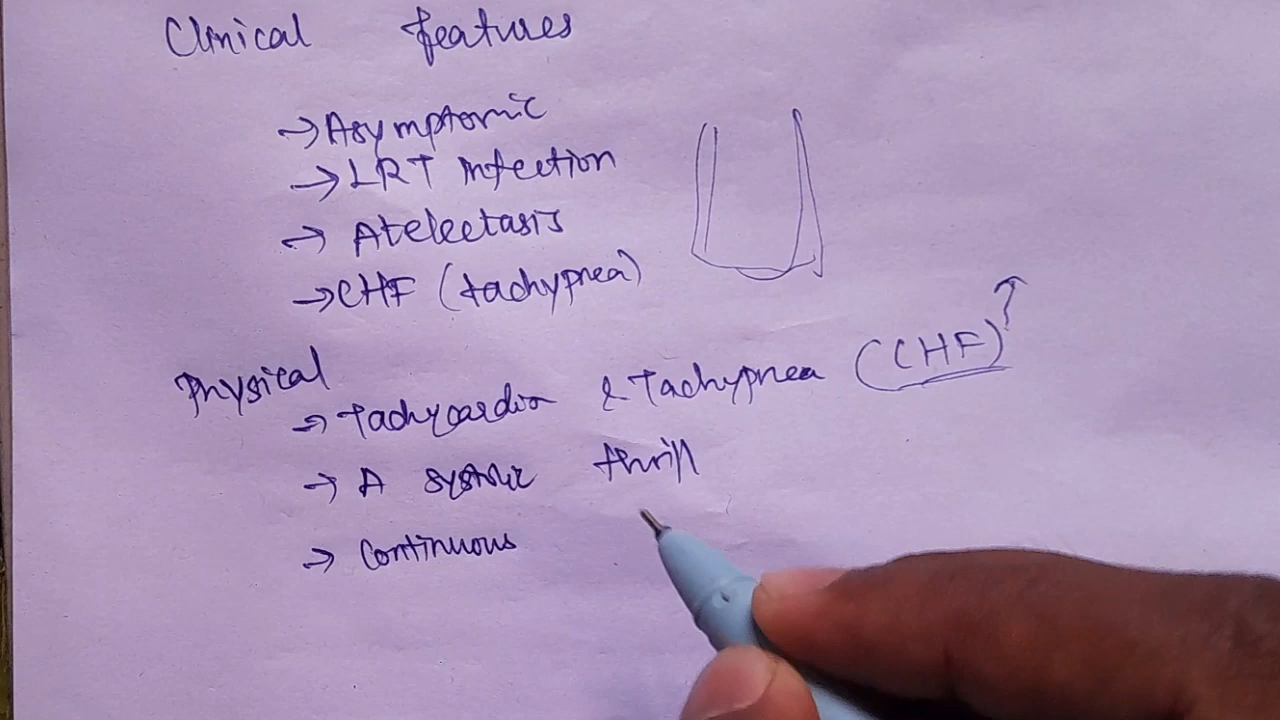 Clinical features
→ Asymptomic
→ LRT infection
→ Atelectasis
→ CHF (tachypnea)
Physical
→ Tachycardia & Tachypnea (CHF)↑
→ A systolic thrill
→ Continuous